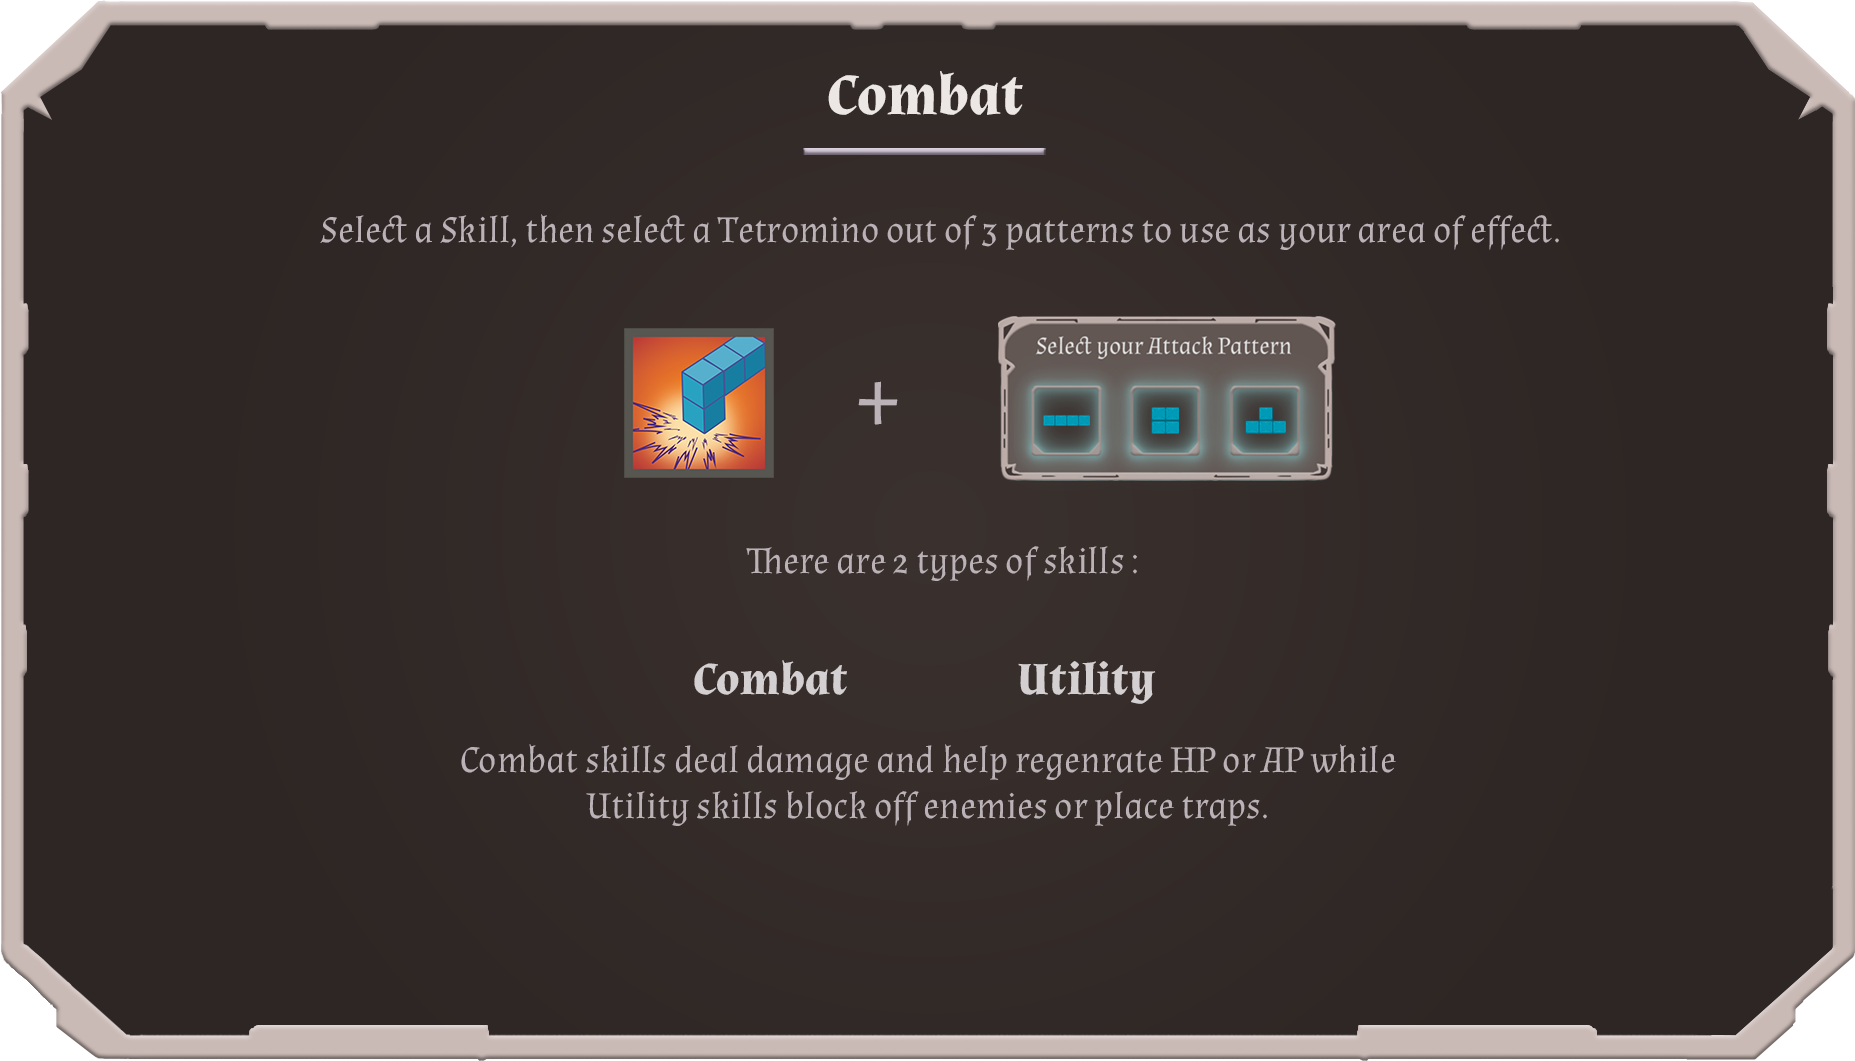 Combat
Select a Skill, then select a Tetromino out of 3 patterns to use as your area of effect.
+
Select your Attack Pattern
There are 2 types of skills :
Combat
Utility
Combat skills deal damage and help regenrate HP or AP while
Utility skills block off enemies or place traps.